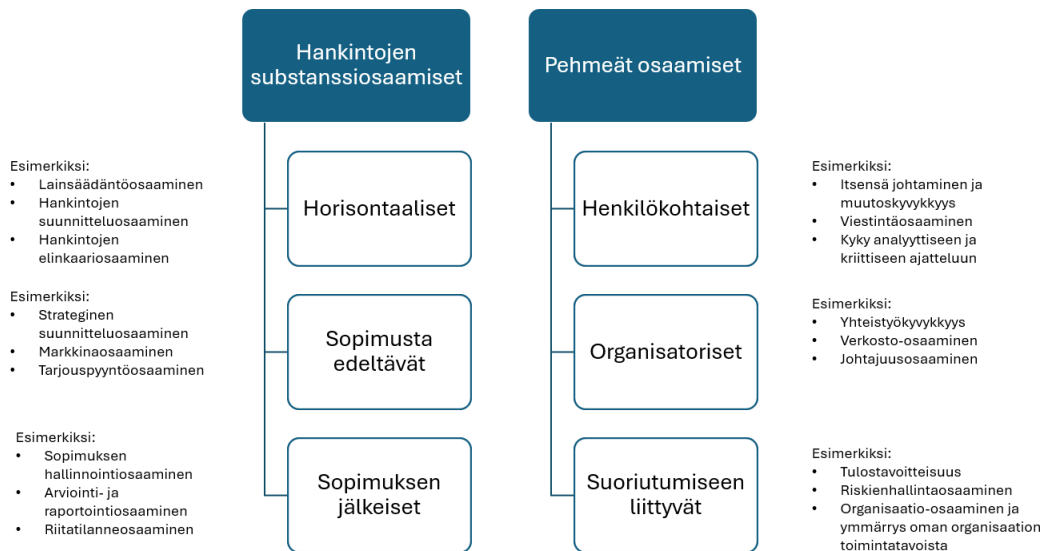 Hankintojen
substanssiosaamiset
Pehmeät osaamiset
Esimerkiksi:
• Lainsäädäntöosaaminen
• Hankintojen
suunnitteluosaaminen
• Hankintojen
elinkaariosaaminen
Horisontaaliset
Henkilökohtaiset
Esimerkiksi:
• Itsensä johtaminen ja
muutoskyvykkyys
• Viestintäosaaminen
• Kyky analyyttiseen ja
kriittiseen ajatteluun
Esimerkiksi:
• Strateginen
suunnitteluosaaminen
• Markkinaosaaminen
• Tarjouspyyntöosaaminen
Sopimusta
edeltävät
Organisatoriset
Esimerkiksi:
• Yhteistyökyvykkyys
• Verkosto-osaaminen
• Johtajuusosaaminen
Esimerkiksi:
• Sopimuksen
hallinnointiosaaminen
• Arviointi- ja
raportointiosaaminen
• Riitatilanneosaaminen
Sopimuksen
jälkeiset
Suoriutumiseen
liittyvät
Esimerkiksi:
• Tulostavoitteisuus
• Riskienhallintaosaaminen
• Organisaatio-osaaminen ja
ymmärrys oman organisaation
toimintatavoista